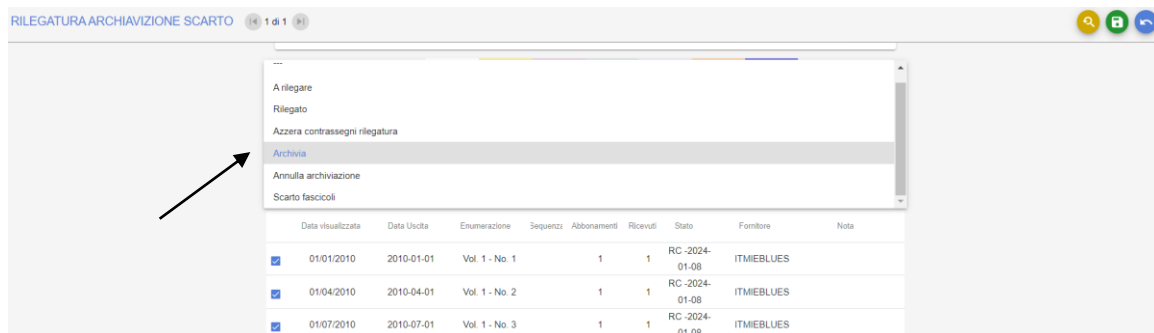 RILEGATURA ARCHIAVIZIONE SCARTO 1 di 1
---
A rilegare
Rilegato
Azzera contrassegni rilegatura
Archivia
Annulla archiviazione
Scarto fascicoli
Data visualizzata Data Uscita Enumerazione Sequenza Abbonamenti Ricevuti Stato Fornitore Nota
01/01/2010 2010-01-01 Vol. 1 - No. 1 1 1 RC -2024-01-08 ITMIEBLUES
01/04/2010 2010-04-01 Vol. 1 - No. 2 1 1 RC -2024-01-08 ITMIEBLUES
01/07/2010 2010-07-01 Vol. 1 - No. 3 1 1 RC -2024-01-08 ITMIEBLUES